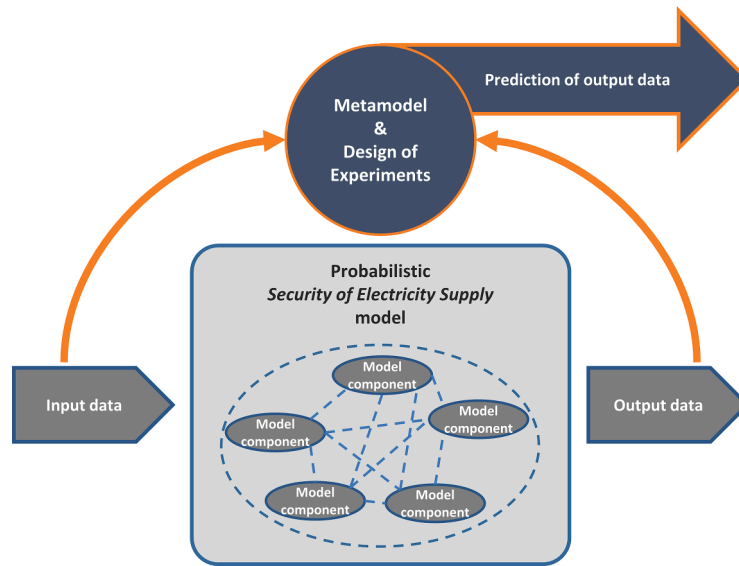 Prediction of output data
Metamodel
&
Design of
Experiments
Probabilistic
Security of Electricity Supply
model
Input data
Output data
Model
component
Model
component
Model
component
Model
component
Model
component